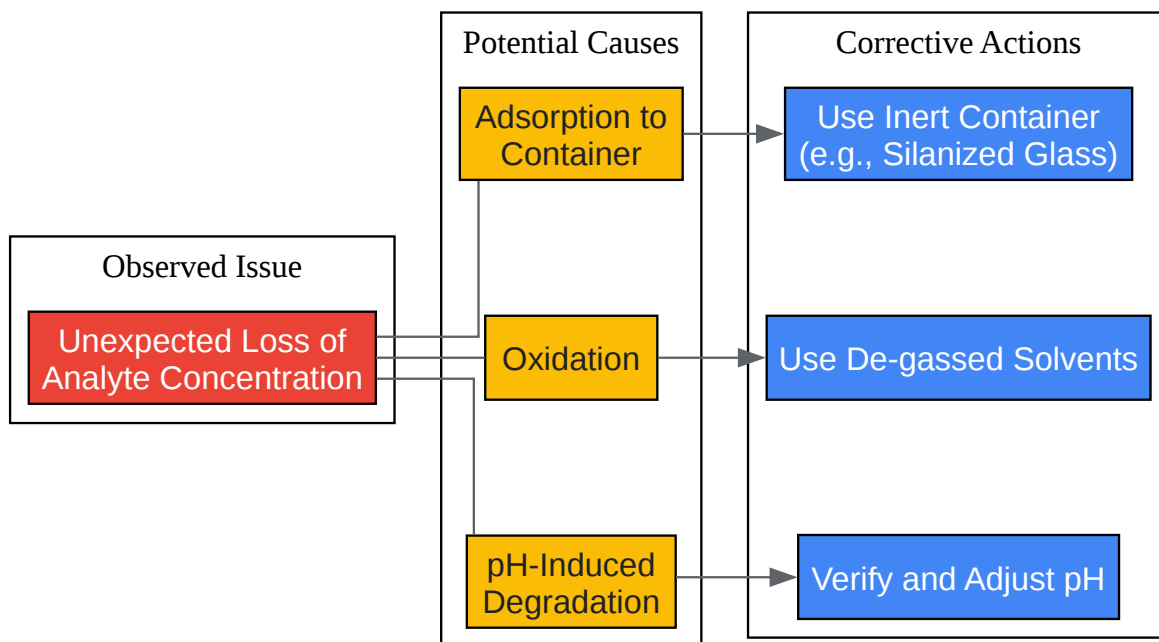 Observed Issue
Unexpected Loss of
Analyte Concentration
Potential Causes
Adsorption to
Container
Oxidation
pH-Induced
Degradation
Corrective Actions
Use Inert Container
(e.g., Silanized Glass)
Use De-gassed Solvents
Verify and Adjust pH